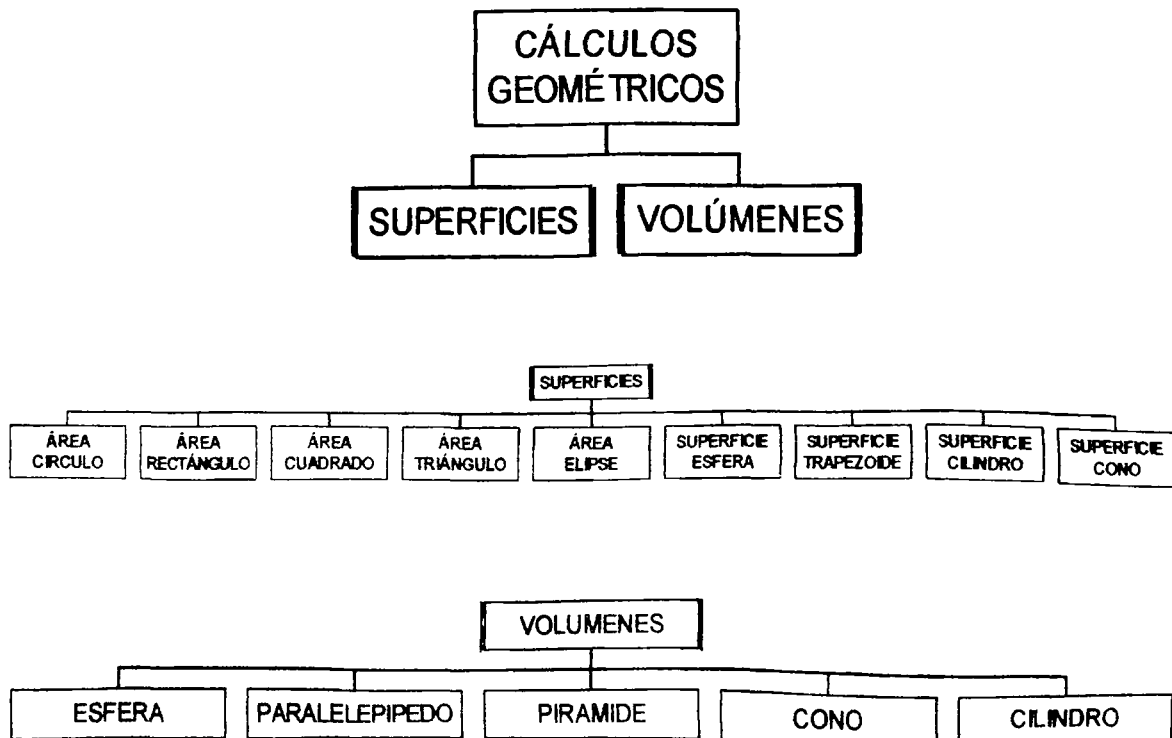 CÁLCULOS
GEOMÉTRICOS
SUPERFICIES
VOLÚMENES
SUPERFICIES
ÁREA
CIRCULO
ÁREA
RECTÁNGULO
ÁREA
CUADRADO
ÁREA
TRIÁNGULO
ÁREA
ELIPSE
SUPERFICIE
ESFERA
SUPERFICIE
TRAPEZOIDE
SUPERFICIE
CILINDRO
SUPERFICIE
CONO
VOLUMENES
ESFERA
PARALELEPIPEDO
PIRAMIDE
CONO
CILINDRO